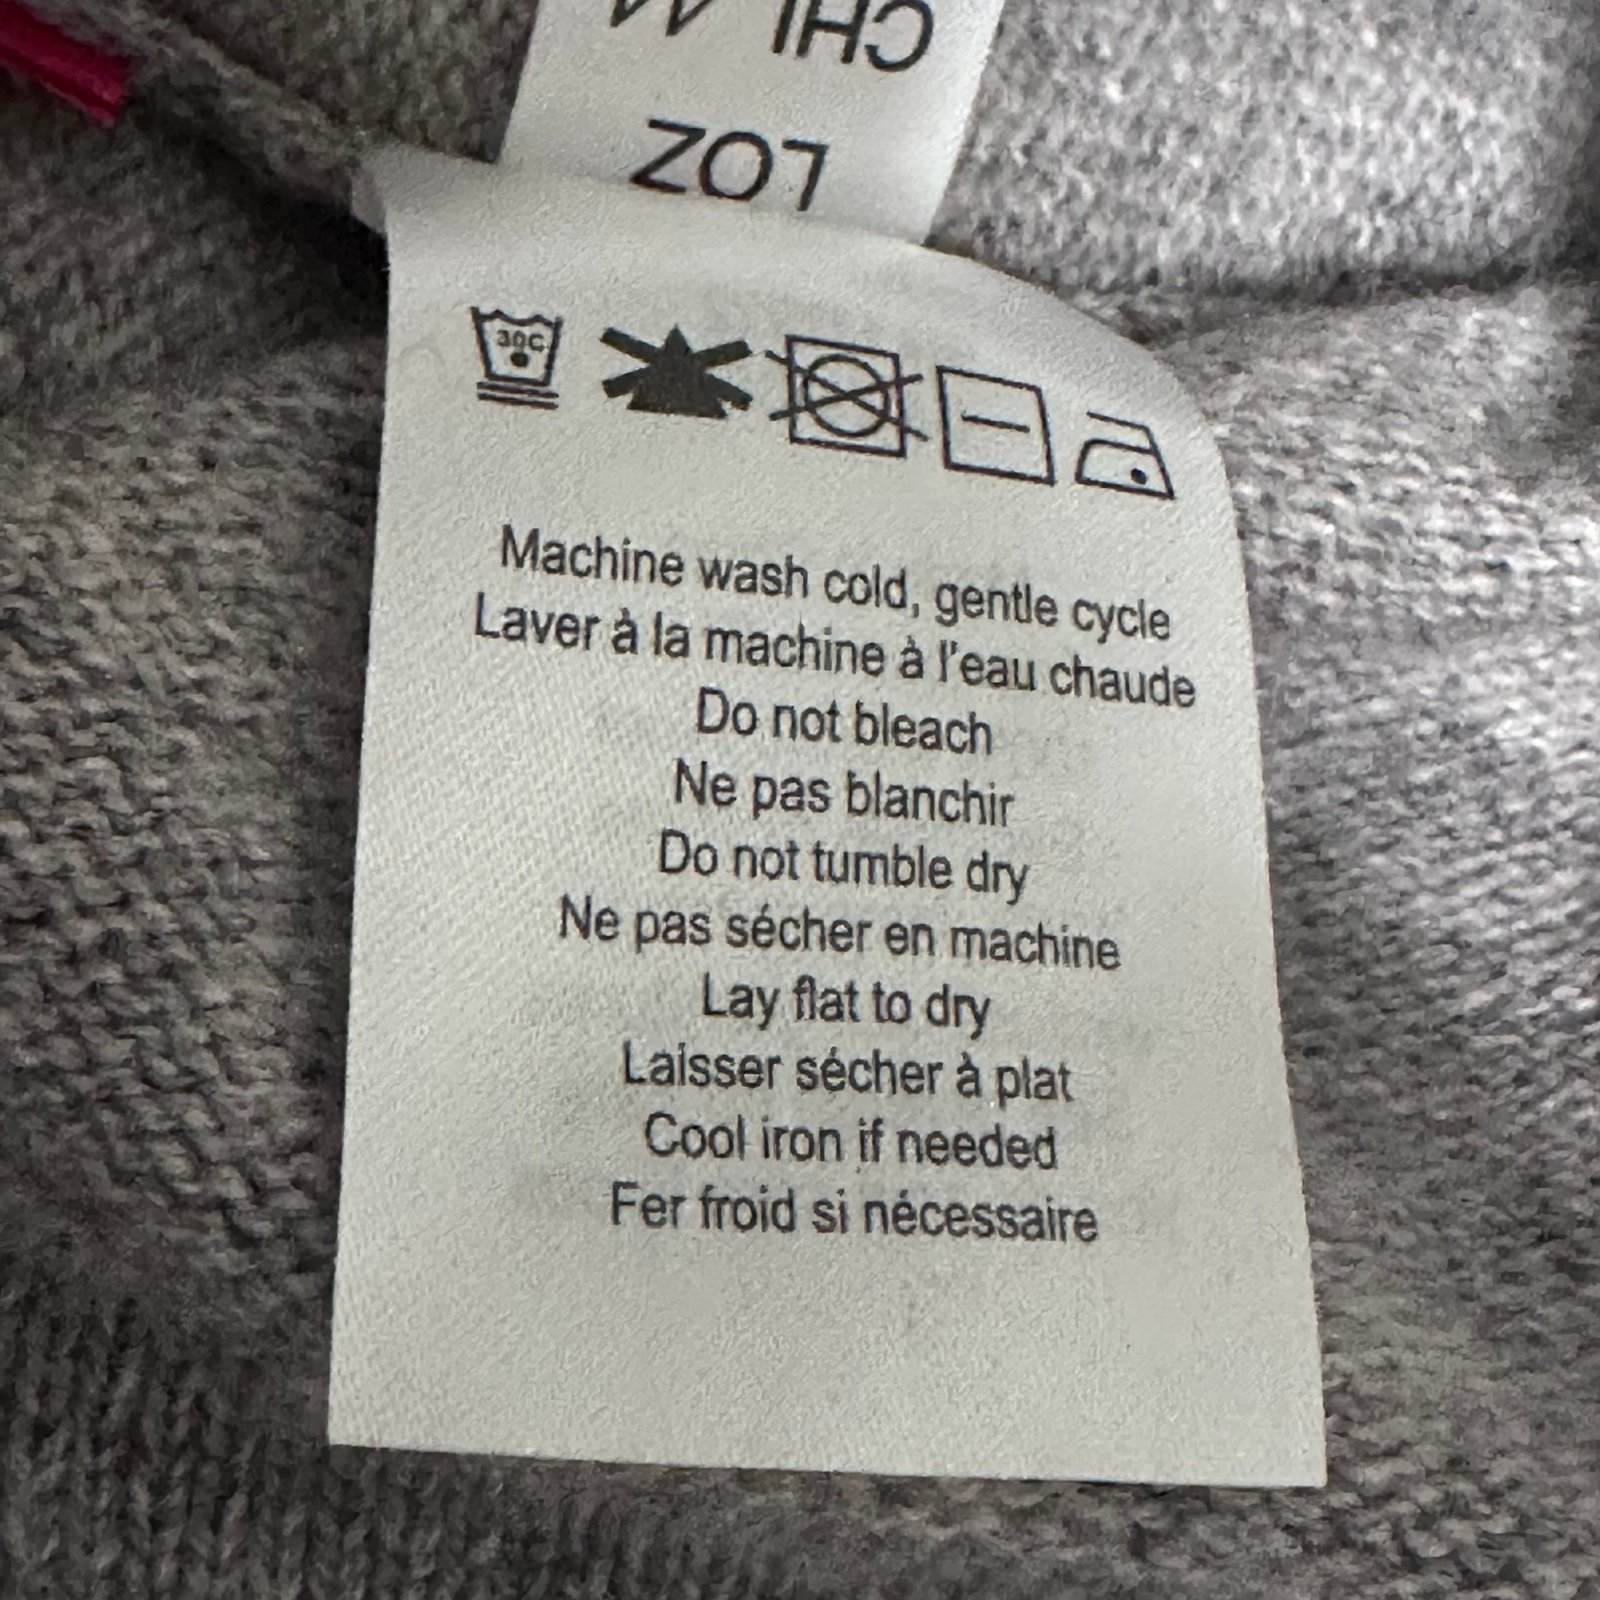 LOZ
30C
Machine wash cold, gentle cycle
Laver à la machine à l'eau chaude
Do not bleach
Ne pas blanchir
Do not tumble dry
Ne pas sécher en machine
Lay flat to dry
Laisser sécher à plat
Cool iron if needed
Fer froid si nécessaire